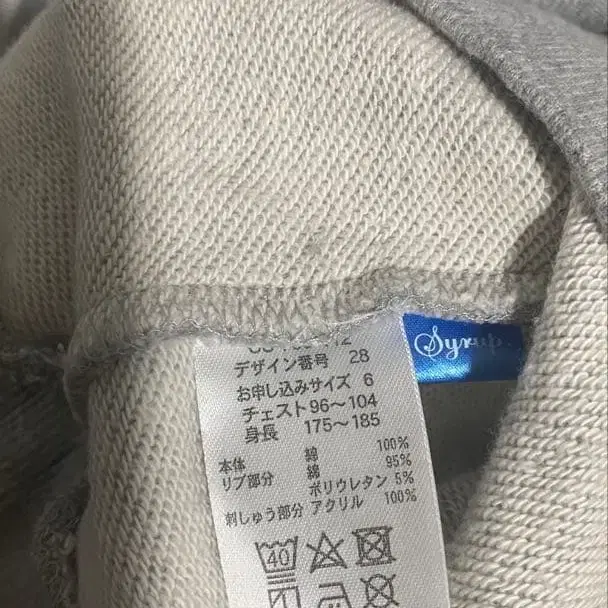 デザイン番号 28
お申し込みサイズ 6
チェスト96～104
身長 175～185
本体 綿 100%
リブ部分 綿 95%
ポリウレタン 5%
刺しゅう部分 アクリル 100%
40
Syrup